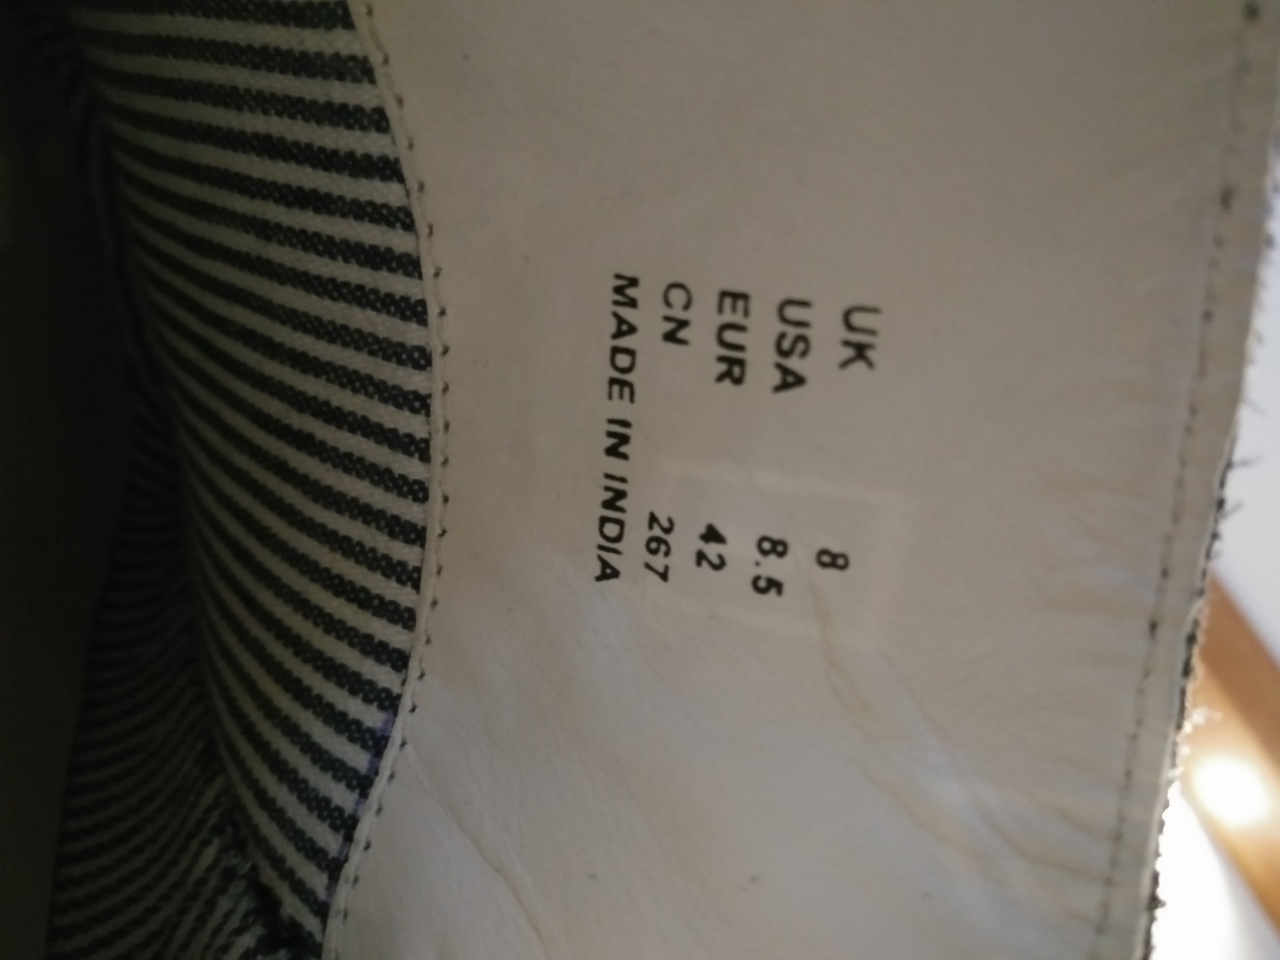 UK 8
USA 8.5
EUR 42
CN 267
MADE IN INDIA